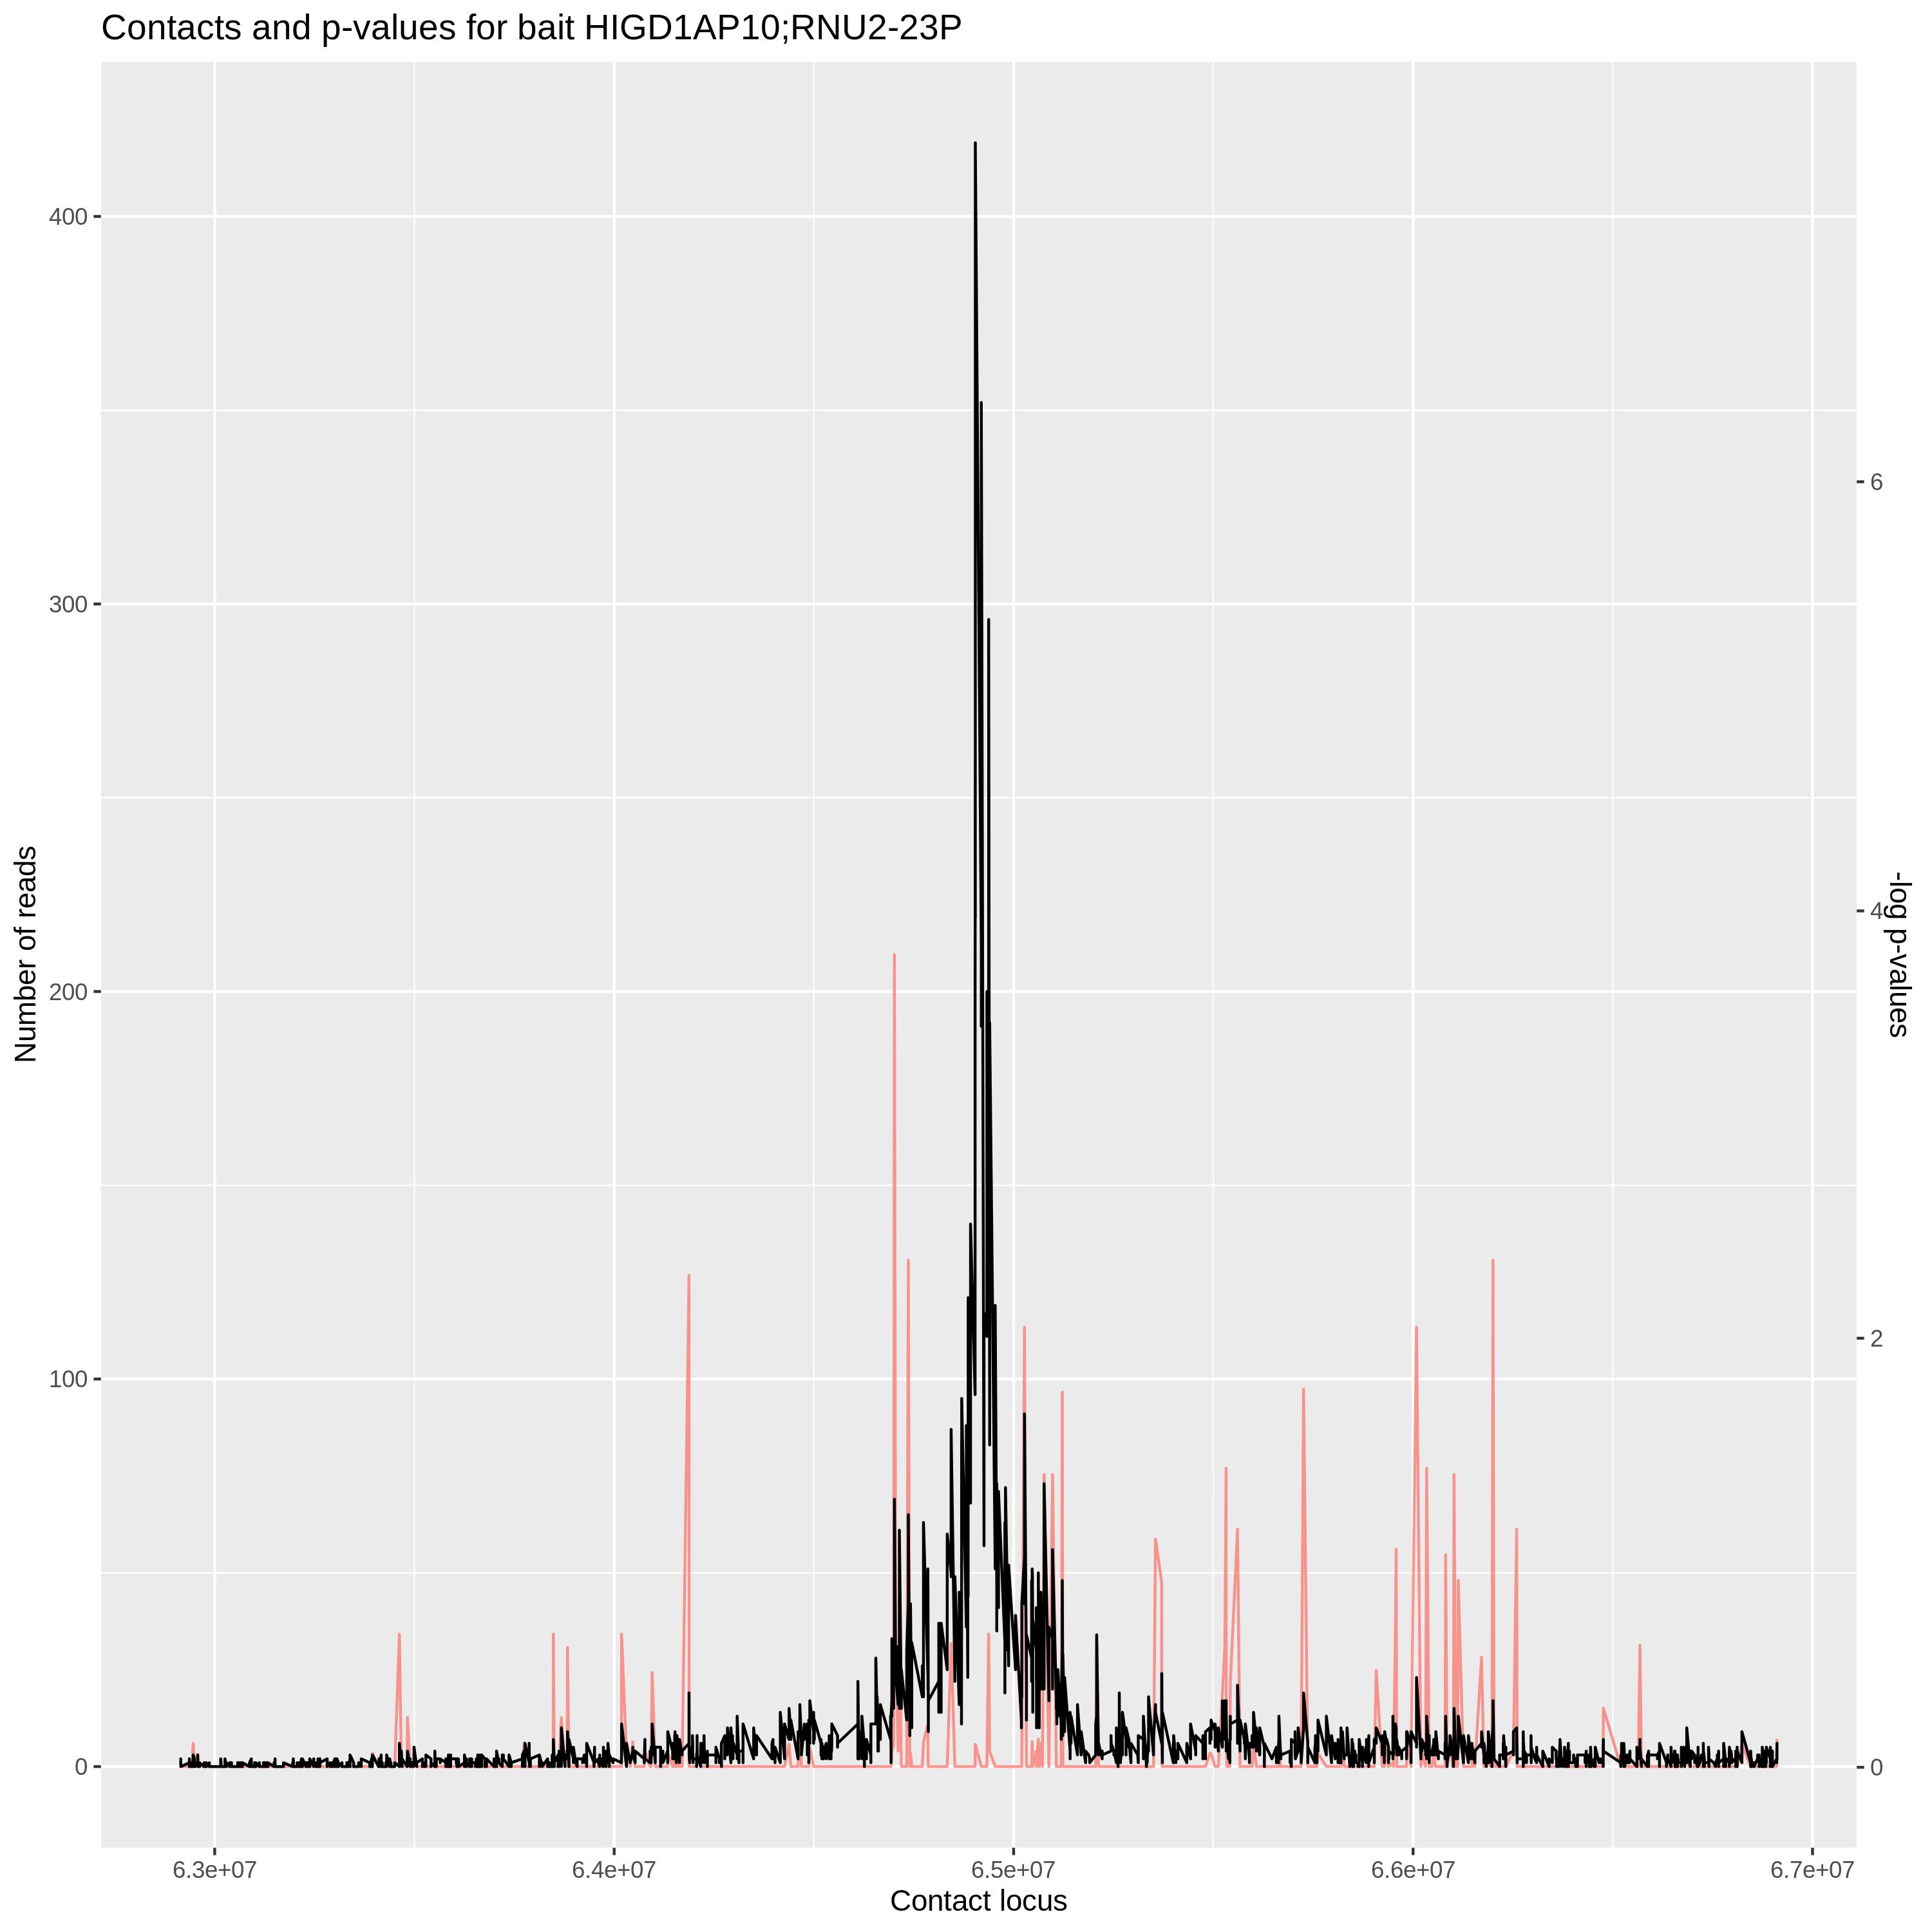 Contacts and p-values for bait HIGD1AP10;RNU2-23P
Number of reads
400
300
200
100
0
6
4
2
0
-log p-values
6.3e+07
6.4e+07
6.5e+07
6.6e+07
6.7e+07
Contact locus